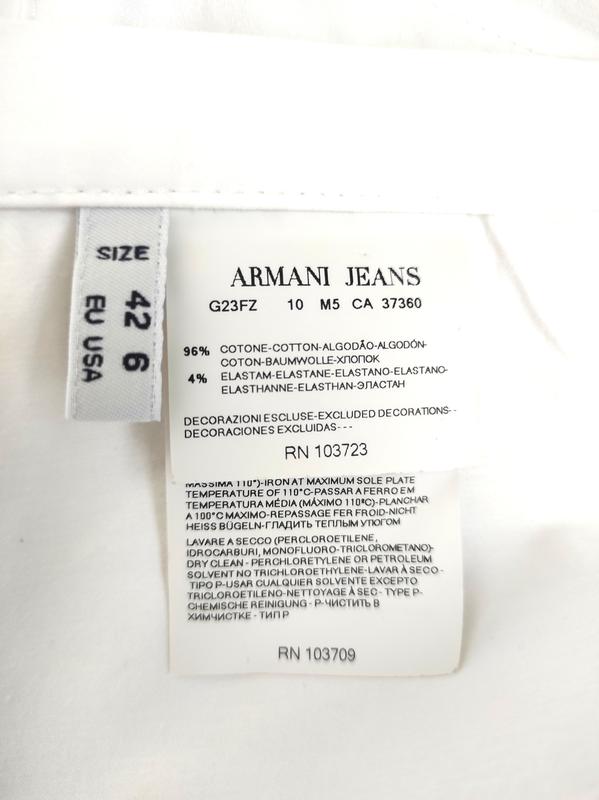 SIZE
42 6
EU USA
ARMANI JEANS
G23FZ 10 M5 CA 37360
96% COTONE-COTTON-ALGODÃO-ALGODÓN-
COTON-BAUMWOLLE-ХЛОПОК
4% ELASTAM-ELASTANE-ELASTANO-ELASTANO-
ELASTHANNE-ELASTHAN-ЭЛАСТАН
DECORAZIONI ESCLUSE-EXCLUDED DECORATIONS--
DECORACIONES EXCLUIDAS---
RN 103723
MASSIMA 110°)-IRON AT MAXIMUM SOLE PLATE
TEMPERATURE OF 110°C-PASSAR A FERRO EM
TEMPERATURA MÉDIA (MÁXIMO 110ºC)-PLANCHAR
A 100°C MAXIMO-REPASSAGE FER FROID-NICHT
HEISS BÜGELN-ГЛАДИТЬ ТЕПЛЫМ УТЮГОМ
LAVARE A SECCO (PERCLOROETILENE,
IDROCARBURI, MONOFLUORO-TRICLOROMETANO)-
DRY CLEAN - PERCHLORETYLENE OR PETROLEUM
SOLVENT NO TRICHLOROETHYLENE-LAVAR À SECO -
TIPO P-USAR CUALQUIER SOLVENTE EXCEPTO
TRICLOROETILENO-NETTOYAGE À SEC - TYPE P-
CHEMISCHE REINIGUNG - P-ЧИСТИТЬ В
ХИМЧИСТКЕ - ТИП P
RN 103709